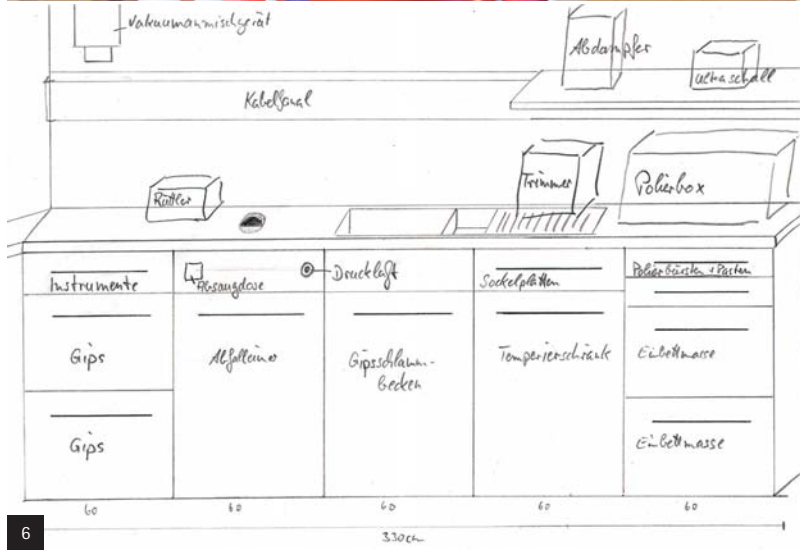 Vakuumanmischgerät
Abdampfer
Ultraschall
Kabelkanal
Rüttler
Trimmer
Polierbox
Instrumente
Absaugdose
Druckluft
Sockelplatten
Polierbürsten + Pasten
Gips
Abfalleimer
Gipsschlamm-
becken
Temperierschrank
Einbettmasse
Gips
Einbettmasse
60
60
60
60
60
330cm
6